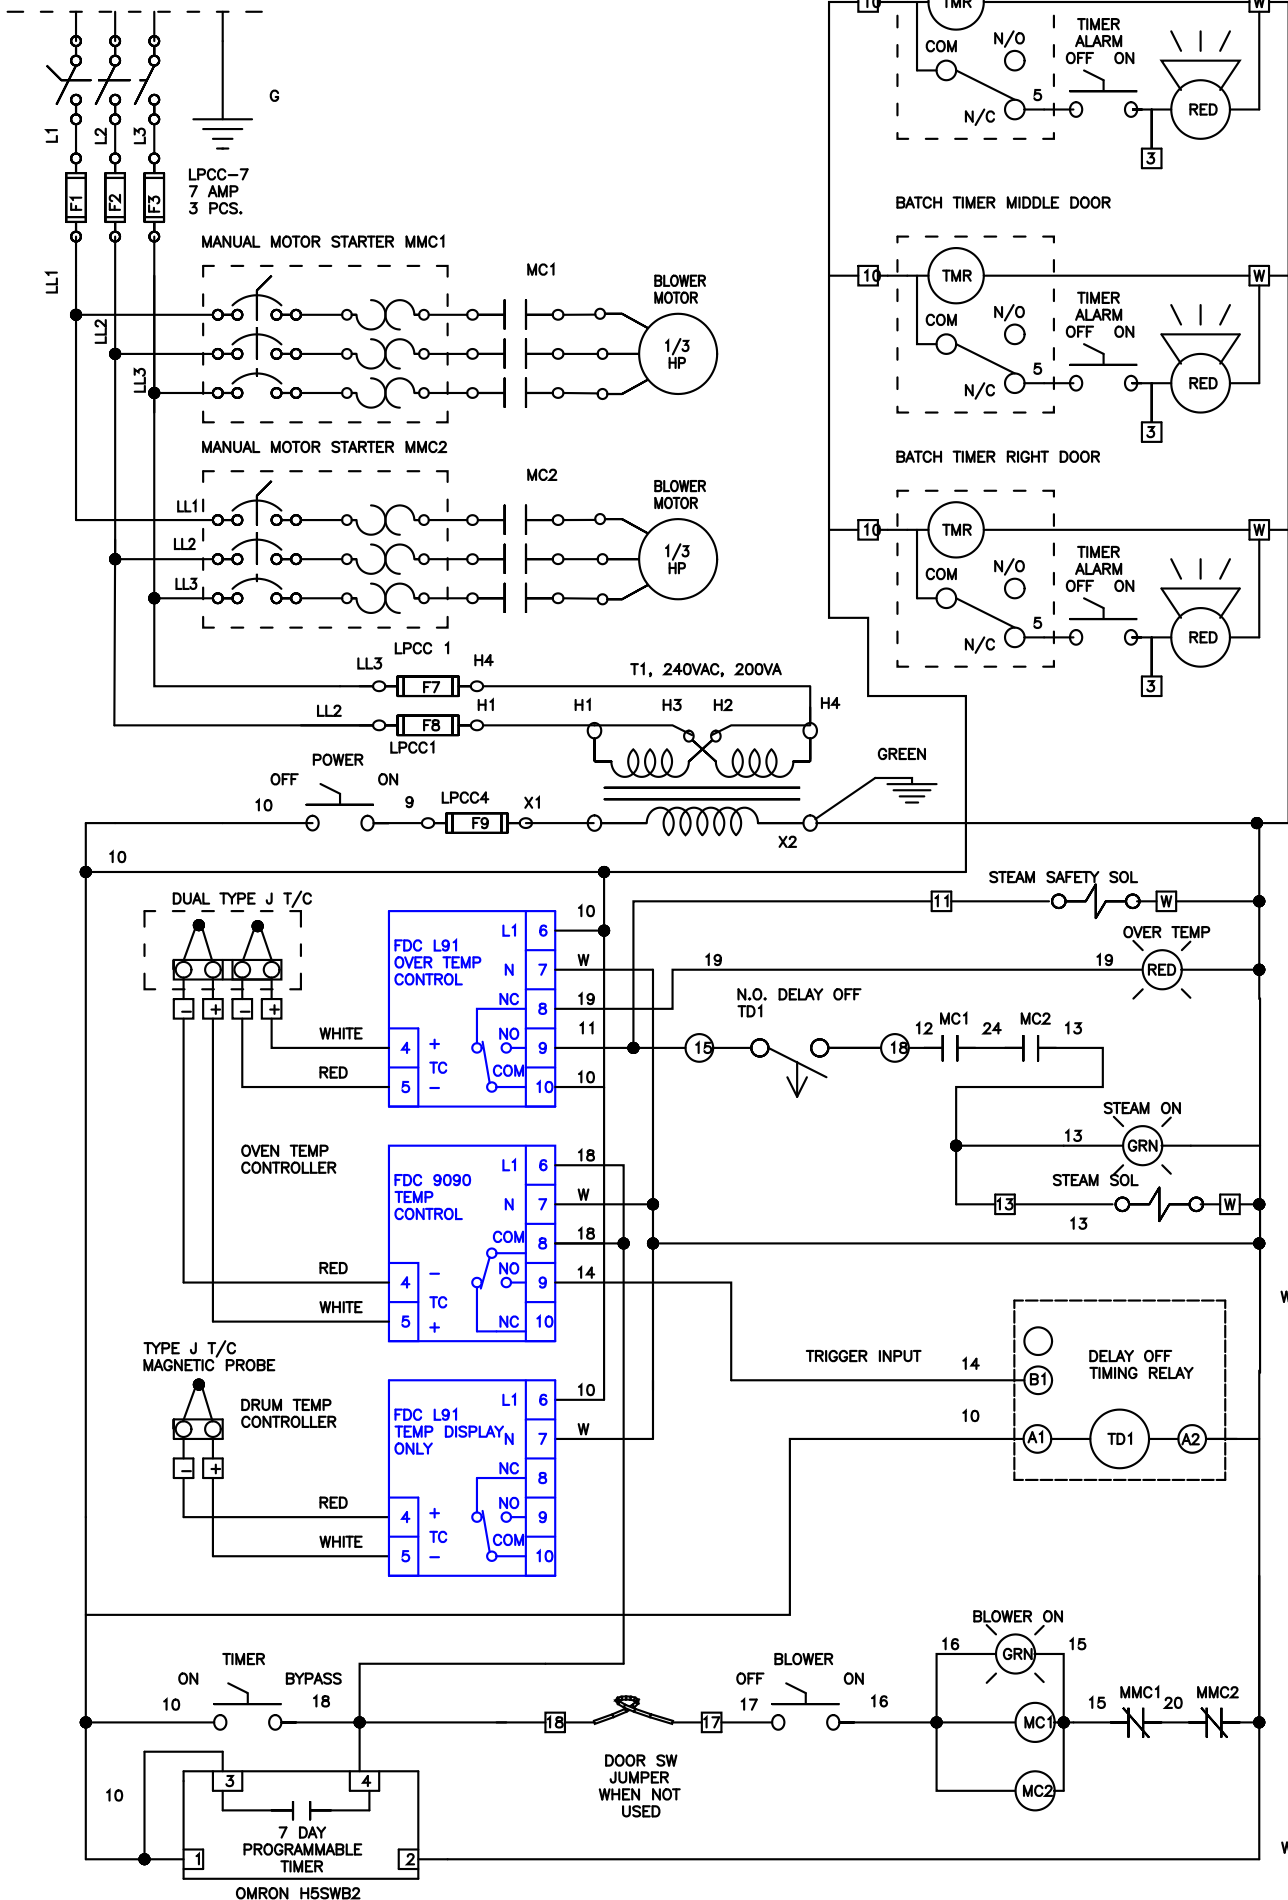 10
TMR
W
TIMER
ALARM
OFF ON
COM
N/O
N/C
5
RED
3
G
L1
L2
L3
LPCC-7
7 AMP
3 PCS.
F1
F2
F3
BATCH TIMER MIDDLE DOOR
10
TMR
W
TIMER
ALARM
OFF ON
COM
N/O
N/C
5
RED
3
MANUAL MOTOR STARTER MMC1
MC1
BLOWER
MOTOR
1/3
HP
LL1
LL2
LL3
MANUAL MOTOR STARTER MMC2
MC2
BLOWER
MOTOR
1/3
HP
LL1
LL2
LL3
BATCH TIMER RIGHT DOOR
10
TMR
W
TIMER
ALARM
OFF ON
COM
N/O
N/C
5
RED
3
LPCC 1
LL3
F7
H4
T1, 240VAC, 200VA
LL2
F8
H1
H1
H3
H2
H4
LPCC1
POWER
OFF
ON
10
9
LPCC4
F9
X1
X2
GREEN
10
DUAL TYPE J T/C
−
+
−
+
WHITE
RED
FDC L91
OVER TEMP
CONTROL
L1
6
10
N
7
W
NC
8
19
NO
9
11
COM
10
10
4
+
TC
5
−
STEAM SAFETY SOL
11
W
OVER TEMP
19
19
RED
N.O. DELAY OFF
TD1
15
18
12
MC1
24
MC2
13
STEAM ON
13
GRN
STEAM SOL
13
13
W
OVEN TEMP
CONTROLLER
FDC 9090
TEMP
CONTROL
L1
6
18
N
7
W
COM
8
18
NO
9
14
NC
10
RED
4
−
TC
WHITE
5
+
W
TYPE J T/C
MAGNETIC PROBE
DRUM TEMP
CONTROLLER
−
+
RED
WHITE
FDC L91
TEMP DISPLAY
ONLY
L1
6
10
N
7
W
NC
8
NO
9
COM
10
4
+
TC
5
−
TRIGGER INPUT
14
B1
DELAY OFF
TIMING RELAY
10
A1
TD1
A2
TIMER
ON
BYPASS
10
18
18
17
DOOR SW
JUMPER
WHEN NOT
USED
BLOWER
OFF
ON
17
16
BLOWER ON
16
GRN
15
MC1
MC2
15
MMC1
20
MMC2
10
3
4
7 DAY
PROGRAMMABLE
TIMER
1
2
W
OMRON H5SWB2